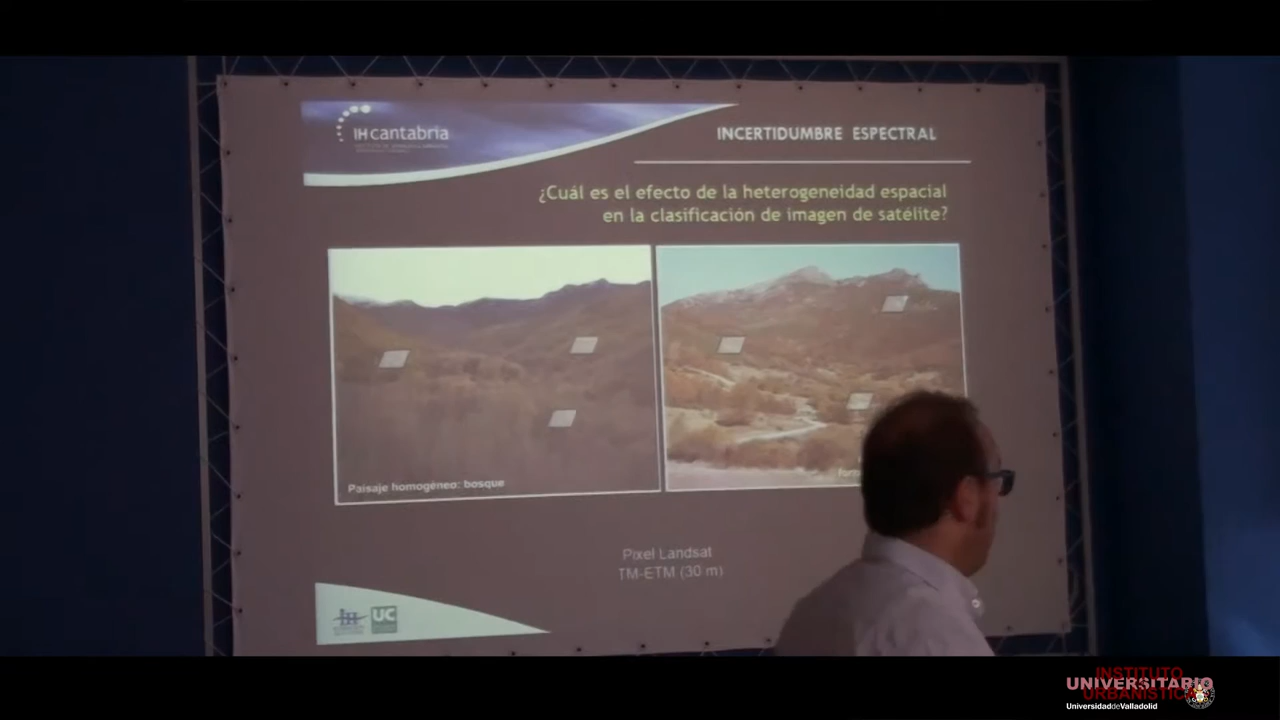 IHcantabria
INCERTIDUMBRE ESPECTRAL
¿Cuál es el efecto de la heterogeneidad espacial
en la clasificación de imagen de satélite?
Paisaje homogéneo: bosque
Pixel Landsat
TM-ETM (30 m)
UC
INSTITUTO
UNIVERSITARIO
URBANÍSTICA
UniversidaddeValladolid